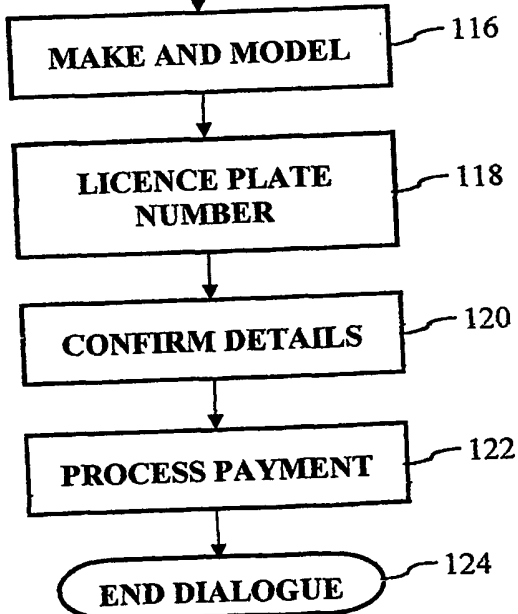 MAKE AND MODEL
116
LICENCE PLATE
NUMBER
118
CONFIRM DETAILS
120
PROCESS PAYMENT
122
END DIALOGUE
124